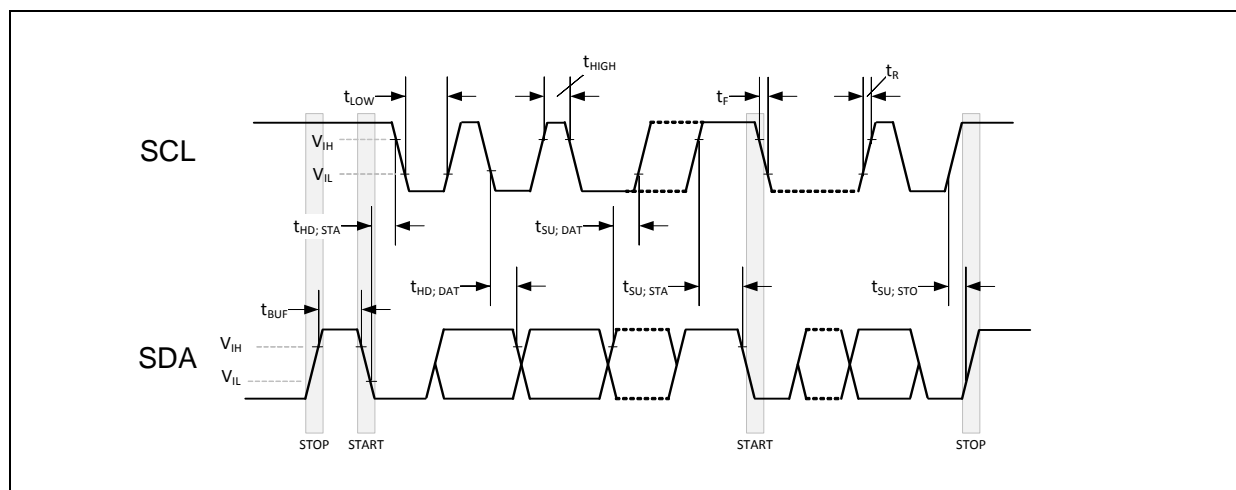 tHIGH
tR
tLOW
tF
SCL
VIH
VIL
tHD; STA
tSU; DAT
tHD; DAT
tSU; STA
tSU; STO
tBUF
SDA
VIH
VIL
STOP
START
START
STOP